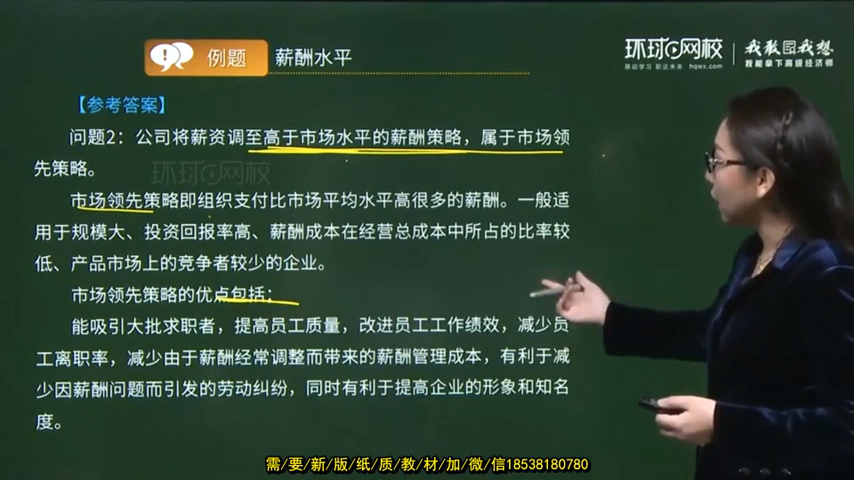 例题
薪酬水平
环球网校
移动学习 职达未来 hqwx.com
我敢因我想
我能拿下高级经济师
【参考答案】
问题2：公司将薪资调至高于市场水平的薪酬策略，属于市场领
先策略。
环球网校
市场领先策略即组织支付比市场平均水平高很多的薪酬。一般适
用于规模大、投资回报率高、薪酬成本在经营总成本中所占的比率较
低、产品市场上的竞争者较少的企业。
市场领先策略的优点包括：
能吸引大批求职者，提高员工质量，改进员工工作绩效，减少员
工离职率，减少由于薪酬经常调整而带来的薪酬管理成本，有利于减
少因薪酬问题而引发的劳动纠纷，同时有利于提高企业的形象和知名
度。
需/要/新/版/纸/质/教/材/加/微/信18538180780